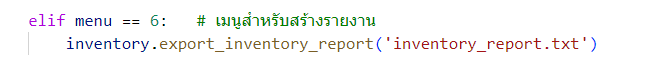 elif menu == 6:   # เมนูสำหรับสร้างรายงาน
    inventory.export_inventory_report('inventory_report.txt')